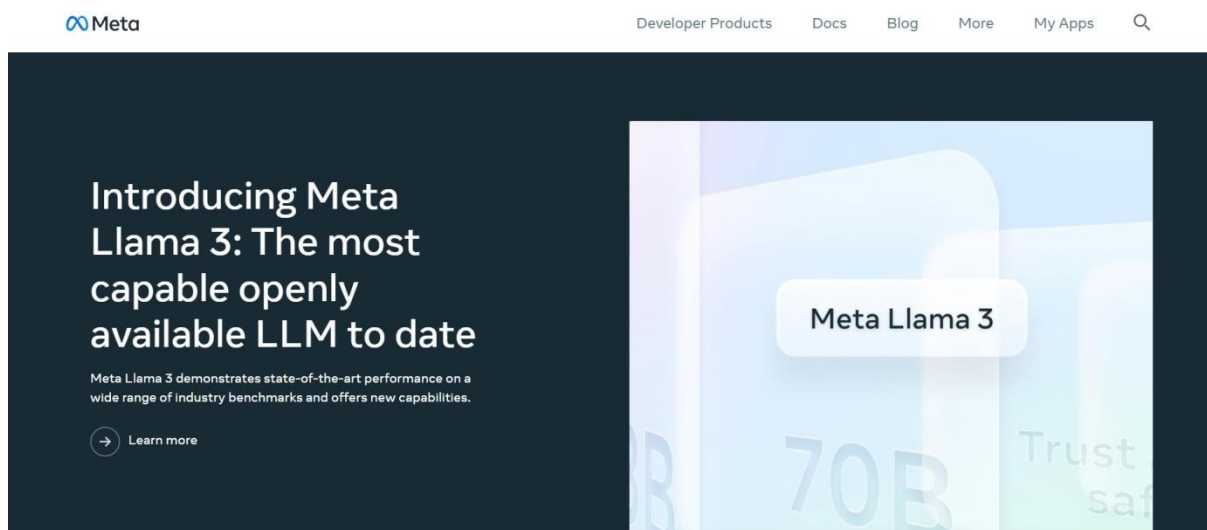 Meta
Developer Products Docs Blog More My Apps
Introducing Meta
Llama 3: The most
capable openly
available LLM to date
Meta Llama 3 demonstrates state-of-the-art performance on a
wide range of industry benchmarks and offers new capabilities.
Learn more
Meta Llama 3
8B
70B
Trust
saf